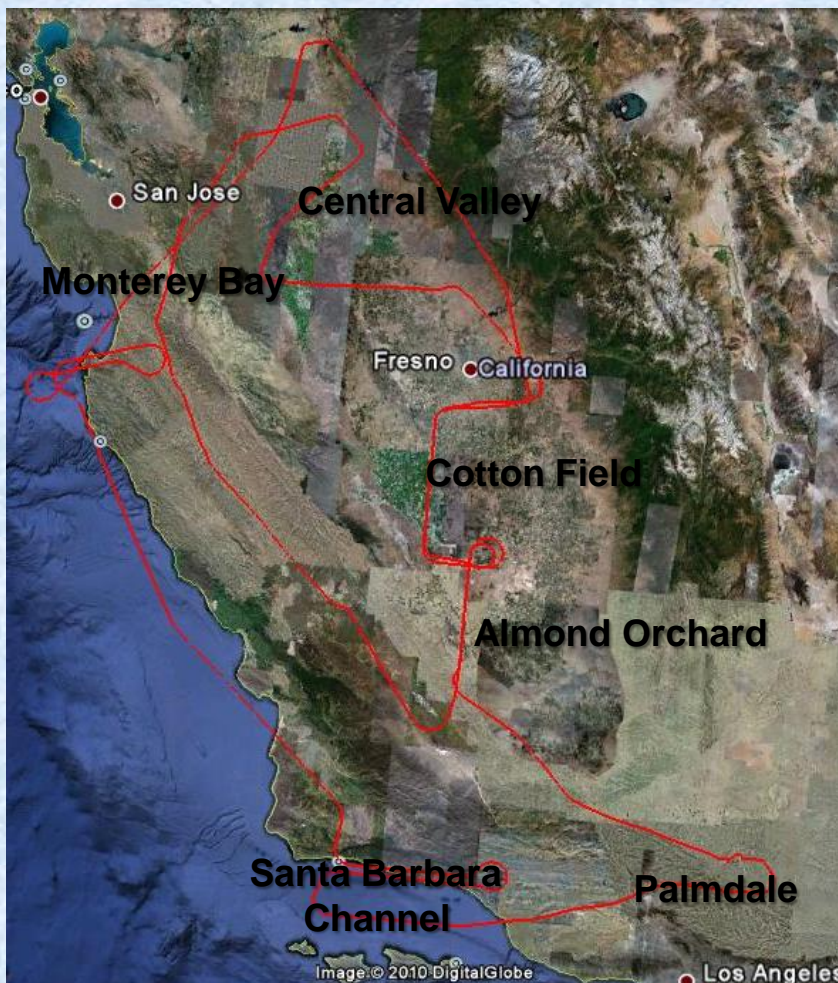 co
San Jose
Central Valley
Monterey Bay
Fresno
California
Cotton Field
Almond Orchard
Santa Barbara
Channel
Palmdale
Image © 2010 DigitalGlobe
Los Angeles